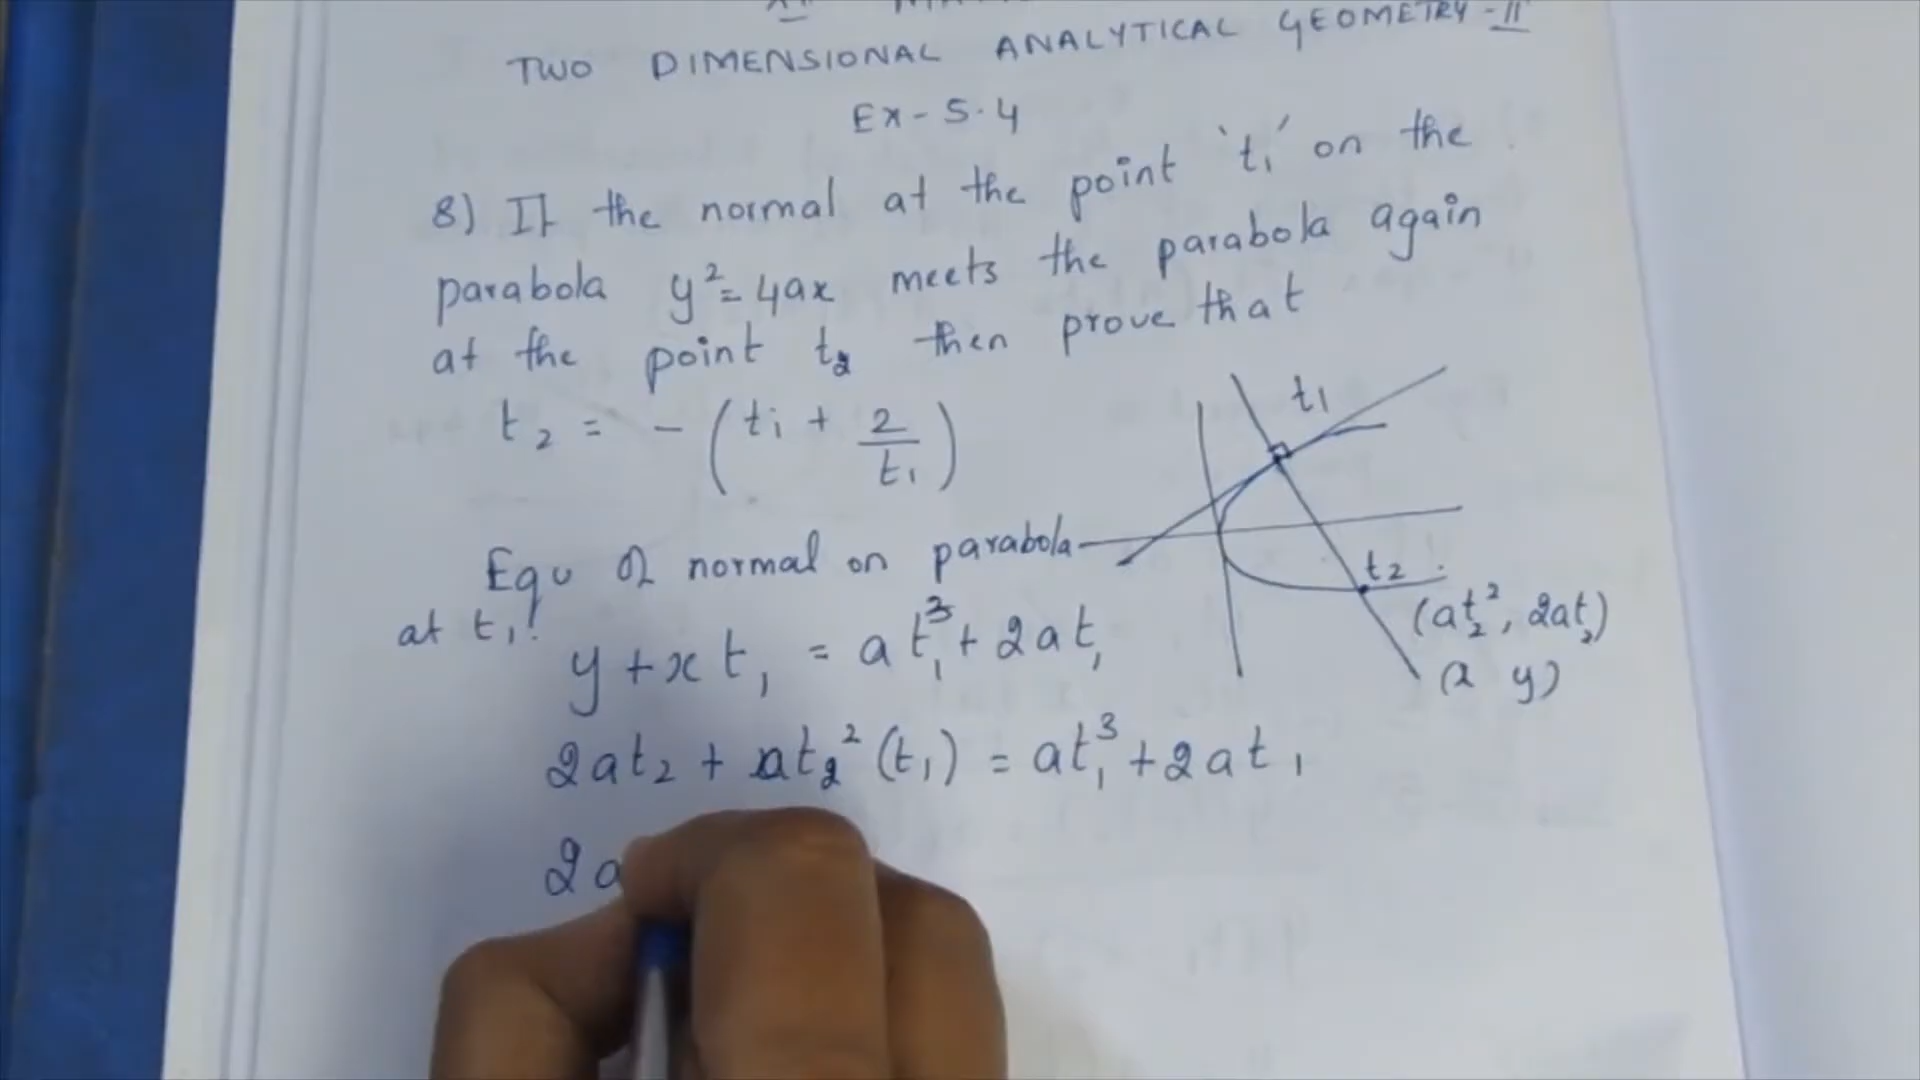 TWO DIMENSIONAL ANALYTICAL GEOMETRY - II
Ex - 5.4
8) If the normal at the point 't₁' on the
parabola y² = 4ax meets the parabola again
at the point t₂ then prove that
t₂ = - (t₁ + 2/t₁)
t₁
Equ of normal on parabola
at t₁!
t₂
(at₂², 2at₂)
(x y)
y + xt₁ = at₁³ + 2at₁
2at₂ + at₂² (t₁) = at₁³ + 2at₁
2a